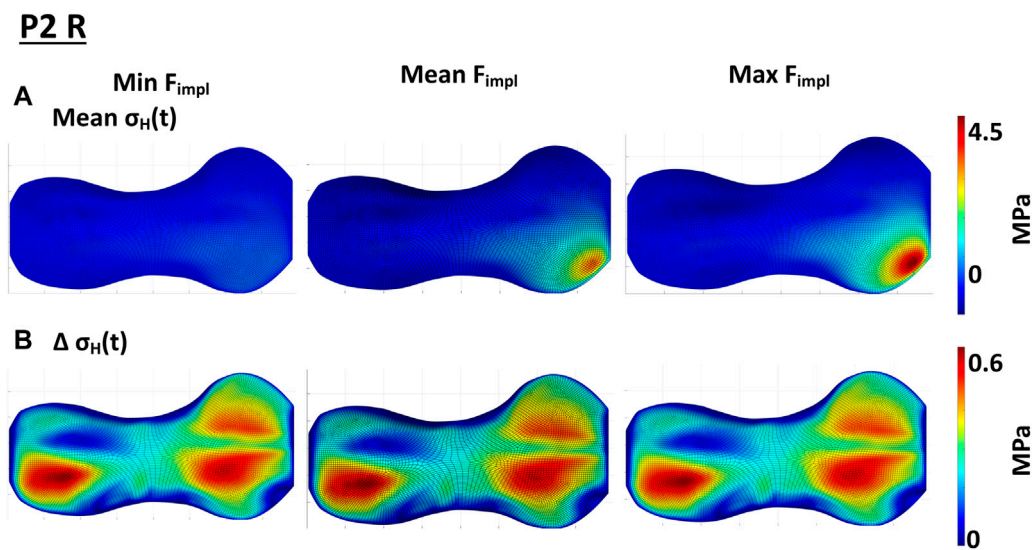 P2 R
Min Fimpl
Mean Fimpl
Max Fimpl
A
Mean σH(t)
4.5
0
MPa
B
Δ σH(t)
0.6
0
MPa